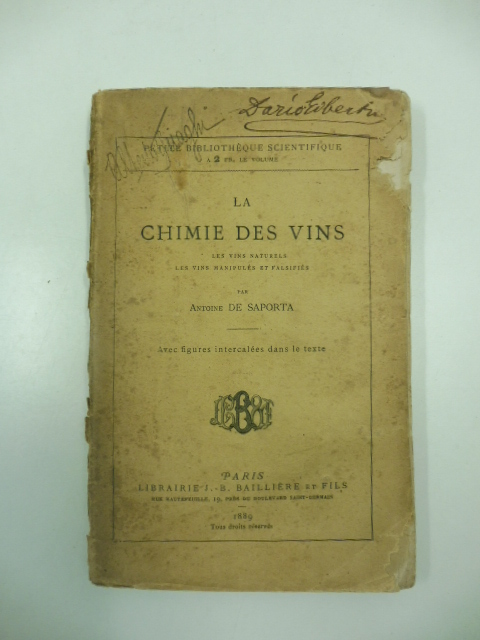 Dario
PETITE BIBLIOTHÈQUE SCIENTIFIQUE
A 2 FR. LE VOLUME
LA
CHIMIE DES VINS
LES VINS NATURELS
LES VINS MANIPULÉS ET FALSIFIÉS
PAR
ANTOINE DE SAPORTA
Avec figures intercalées dans le texte
PARIS
LIBRAIRIE J.-B. BAILLIÈRE ET FILS
RUE HAUTEFEUILLE, 19, PRÈS DU BOULEVARD SAINT-GERMAIN
1889
Tous droits réservés